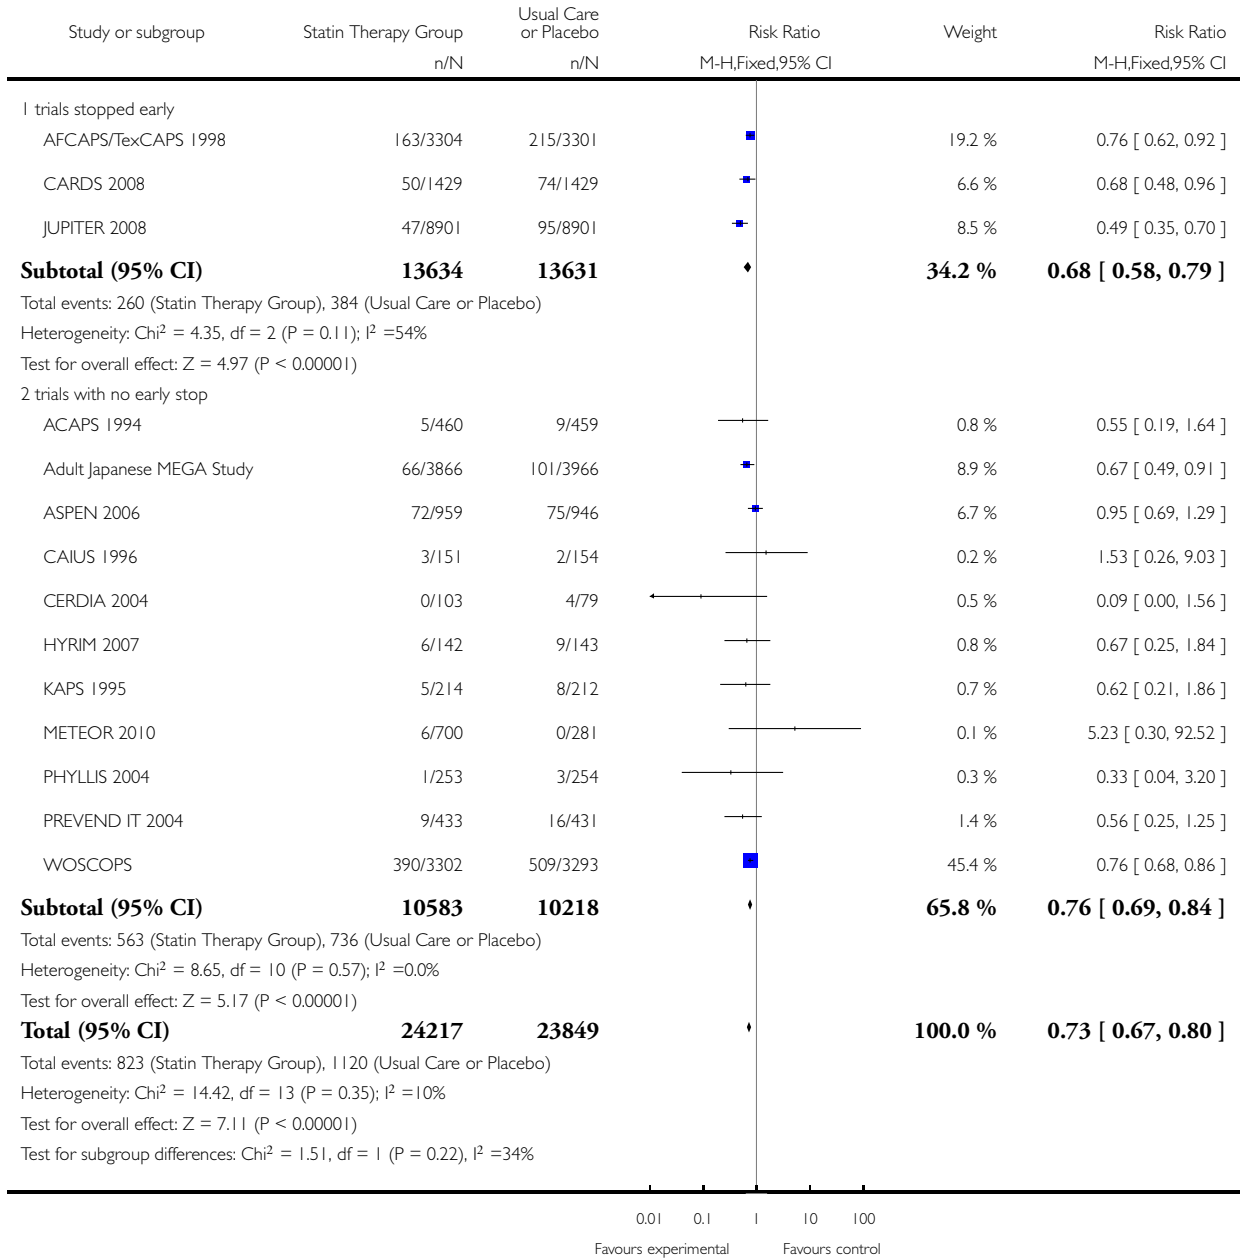 Study or subgroup Statin Therapy Group Usual Care or Placebo Risk Ratio Weight Risk Ratio
n/N n/N M-H,Fixed,95% CI M-H,Fixed,95% CI
1 trials stopped early
AFCAPS/TexCAPS 1998 163/3304 215/3301 19.2 % 0.76 [ 0.62, 0.92 ]
CARDS 2008 50/1429 74/1429 6.6 % 0.68 [ 0.48, 0.96 ]
JUPITER 2008 47/8901 95/8901 8.5 % 0.49 [ 0.35, 0.70 ]
Subtotal (95% CI) 13634 13631 34.2 % 0.68 [ 0.58, 0.79 ]
Total events: 260 (Statin Therapy Group), 384 (Usual Care or Placebo)
Heterogeneity: Chi² = 4.35, df = 2 (P = 0.11); I² =54%
Test for overall effect: Z = 4.97 (P < 0.00001)
2 trials with no early stop
ACAPS 1994 5/460 9/459 0.8 % 0.55 [ 0.19, 1.64 ]
Adult Japanese MEGA Study 66/3866 101/3966 8.9 % 0.67 [ 0.49, 0.91 ]
ASPEN 2006 72/959 75/946 6.7 % 0.95 [ 0.69, 1.29 ]
CAIUS 1996 3/151 2/154 0.2 % 1.53 [ 0.26, 9.03 ]
CERDIA 2004 0/103 4/79 0.5 % 0.09 [ 0.00, 1.56 ]
HYRIM 2007 6/142 9/143 0.8 % 0.67 [ 0.25, 1.84 ]
KAPS 1995 5/214 8/212 0.7 % 0.62 [ 0.21, 1.86 ]
METEOR 2010 6/700 0/281 0.1 % 5.23 [ 0.30, 92.52 ]
PHYLLIS 2004 1/253 3/254 0.3 % 0.33 [ 0.04, 3.20 ]
PREVEND IT 2004 9/433 16/431 1.4 % 0.56 [ 0.25, 1.25 ]
WOSCOPS 390/3302 509/3293 45.4 % 0.76 [ 0.68, 0.86 ]
Subtotal (95% CI) 10583 10218 65.8 % 0.76 [ 0.69, 0.84 ]
Total events: 563 (Statin Therapy Group), 736 (Usual Care or Placebo)
Heterogeneity: Chi² = 8.65, df = 10 (P = 0.57); I² =0.0%
Test for overall effect: Z = 5.17 (P < 0.00001)
Total (95% CI) 24217 23849 100.0 % 0.73 [ 0.67, 0.80 ]
Total events: 823 (Statin Therapy Group), 1120 (Usual Care or Placebo)
Heterogeneity: Chi² = 14.42, df = 13 (P = 0.35); I² =10%
Test for overall effect: Z = 7.11 (P < 0.00001)
Test for subgroup differences: Chi² = 1.51, df = 1 (P = 0.22), I² =34%
0.01 0.1 1 10 100
Favours experimental Favours control